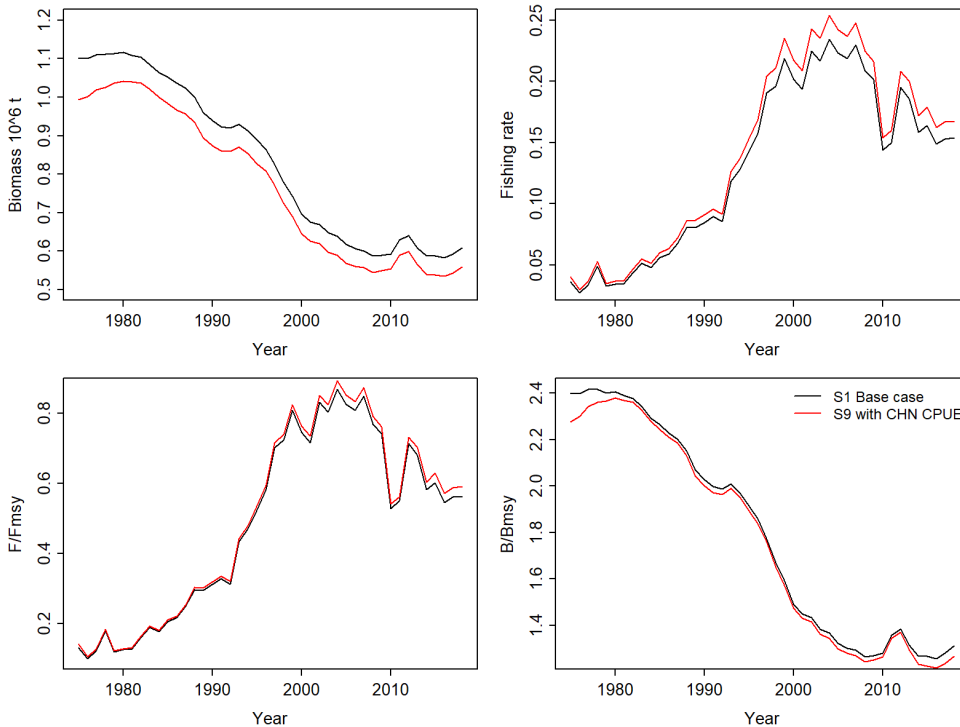 Biomass 10^6 t
1.2
1.1
1.0
0.9
0.8
0.7
0.6
0.5
1980 1990 2000 2010
Year
Fishing rate
0.25
0.20
0.15
0.10
0.05
1980 1990 2000 2010
Year
F/Fmsy
0.8
0.6
0.4
0.2
1980 1990 2000 2010
Year
B/Bmsy
2.4
2.2
2.0
1.8
1.6
1.4
S1 Base case
S9 with CHN CPUE
1980 1990 2000 2010
Year